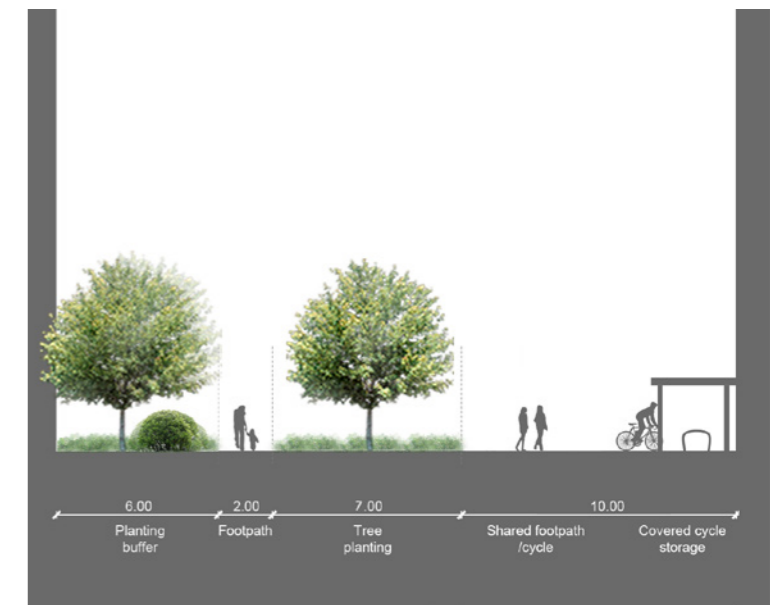 6.00 2.00 7.00 10.00
Planting Footpath Tree Shared footpath Covered cycle
buffer planting /cycle storage